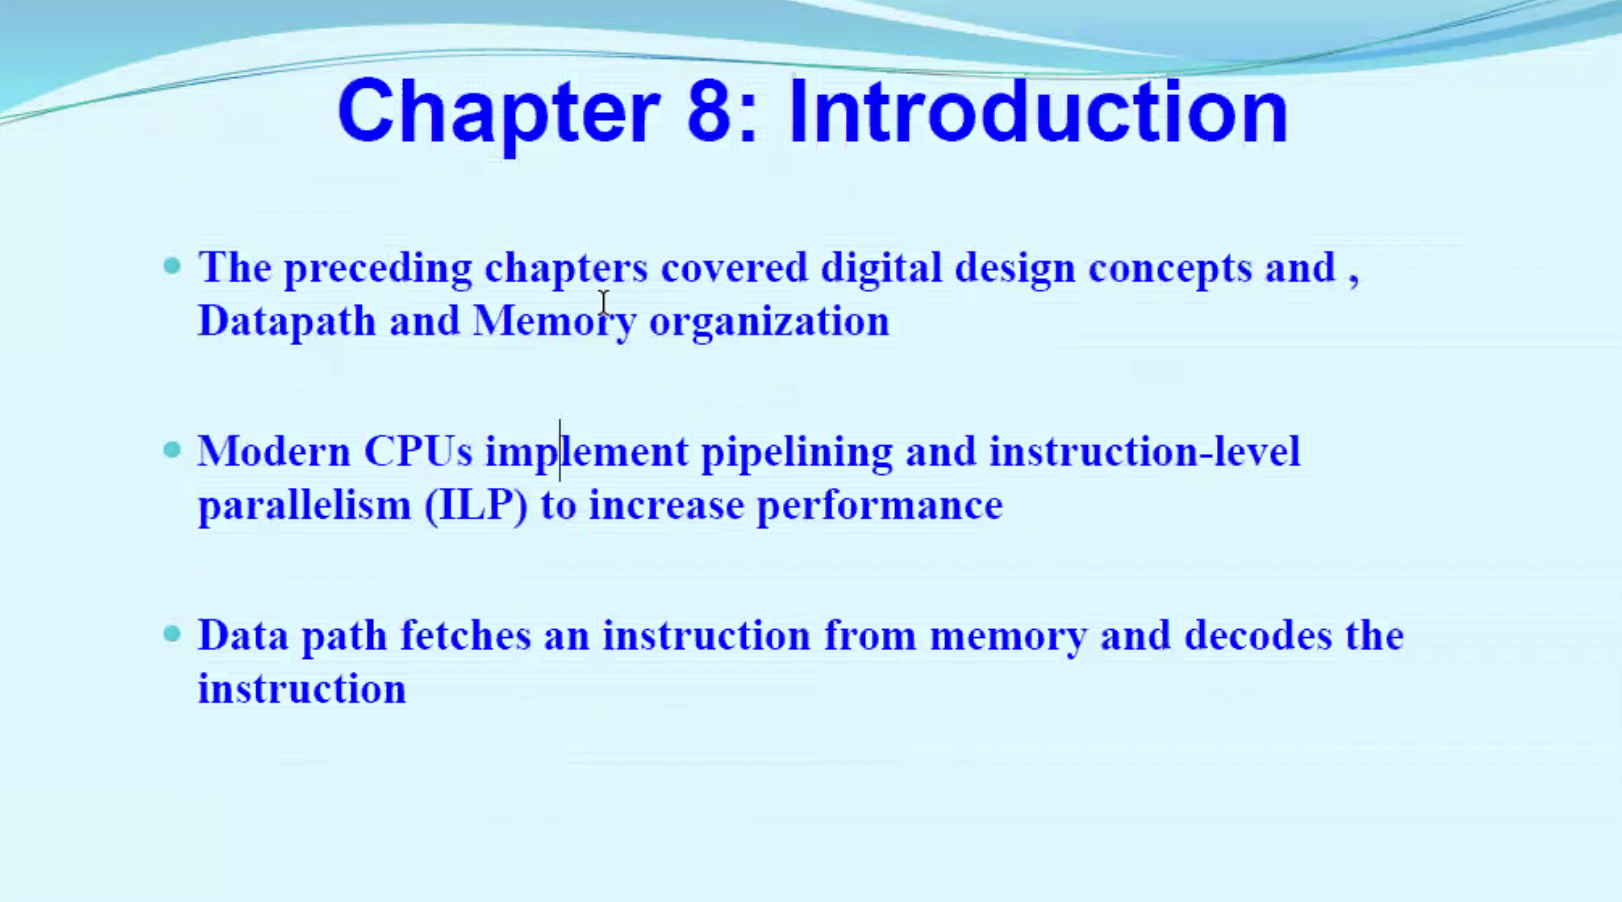 Chapter 8: Introduction
The preceding chapters covered digital design concepts and ,
Datapath and Memory organization
Modern CPUs implement pipelining and instruction-level
parallelism (ILP) to increase performance
Data path fetches an instruction from memory and decodes the
instruction